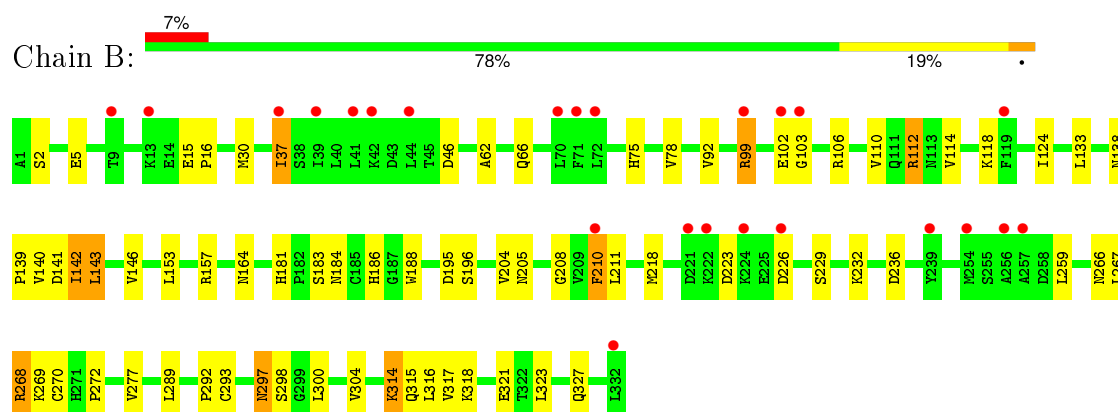 7%
Chain B:
78% 19% •
A1 S2 E5 T9 K13 E14 E15 P16 M30 I37 S38 I39 L40 L41 K42 D43 L44 T45 D46 A62 Q66 L70 F71 L72 H75 V78 V92 R99 E102 G103 R106 V110 Q111 R112 N113 V114 K118 F119 I124 L133 N138
P139 V140 D141 I142 L143 V146 L153 R157 N164 H181 P182 S183 N184 C185 H186 G187 W188 D195 S196 V204 N205 G208 V209 F210 L211 M218 D221 K222 D223 K224 E225 D226 S229 K232 D236 Y239 M254 S255 A256 A257 D258 L259 N266
R268 K269 C270 H271 P272 V277 L289 P292 C293 N297 S298 G299 L300 V304 K314 Q315 L316 V317 K318 E321 T322 L323 Q327 L332